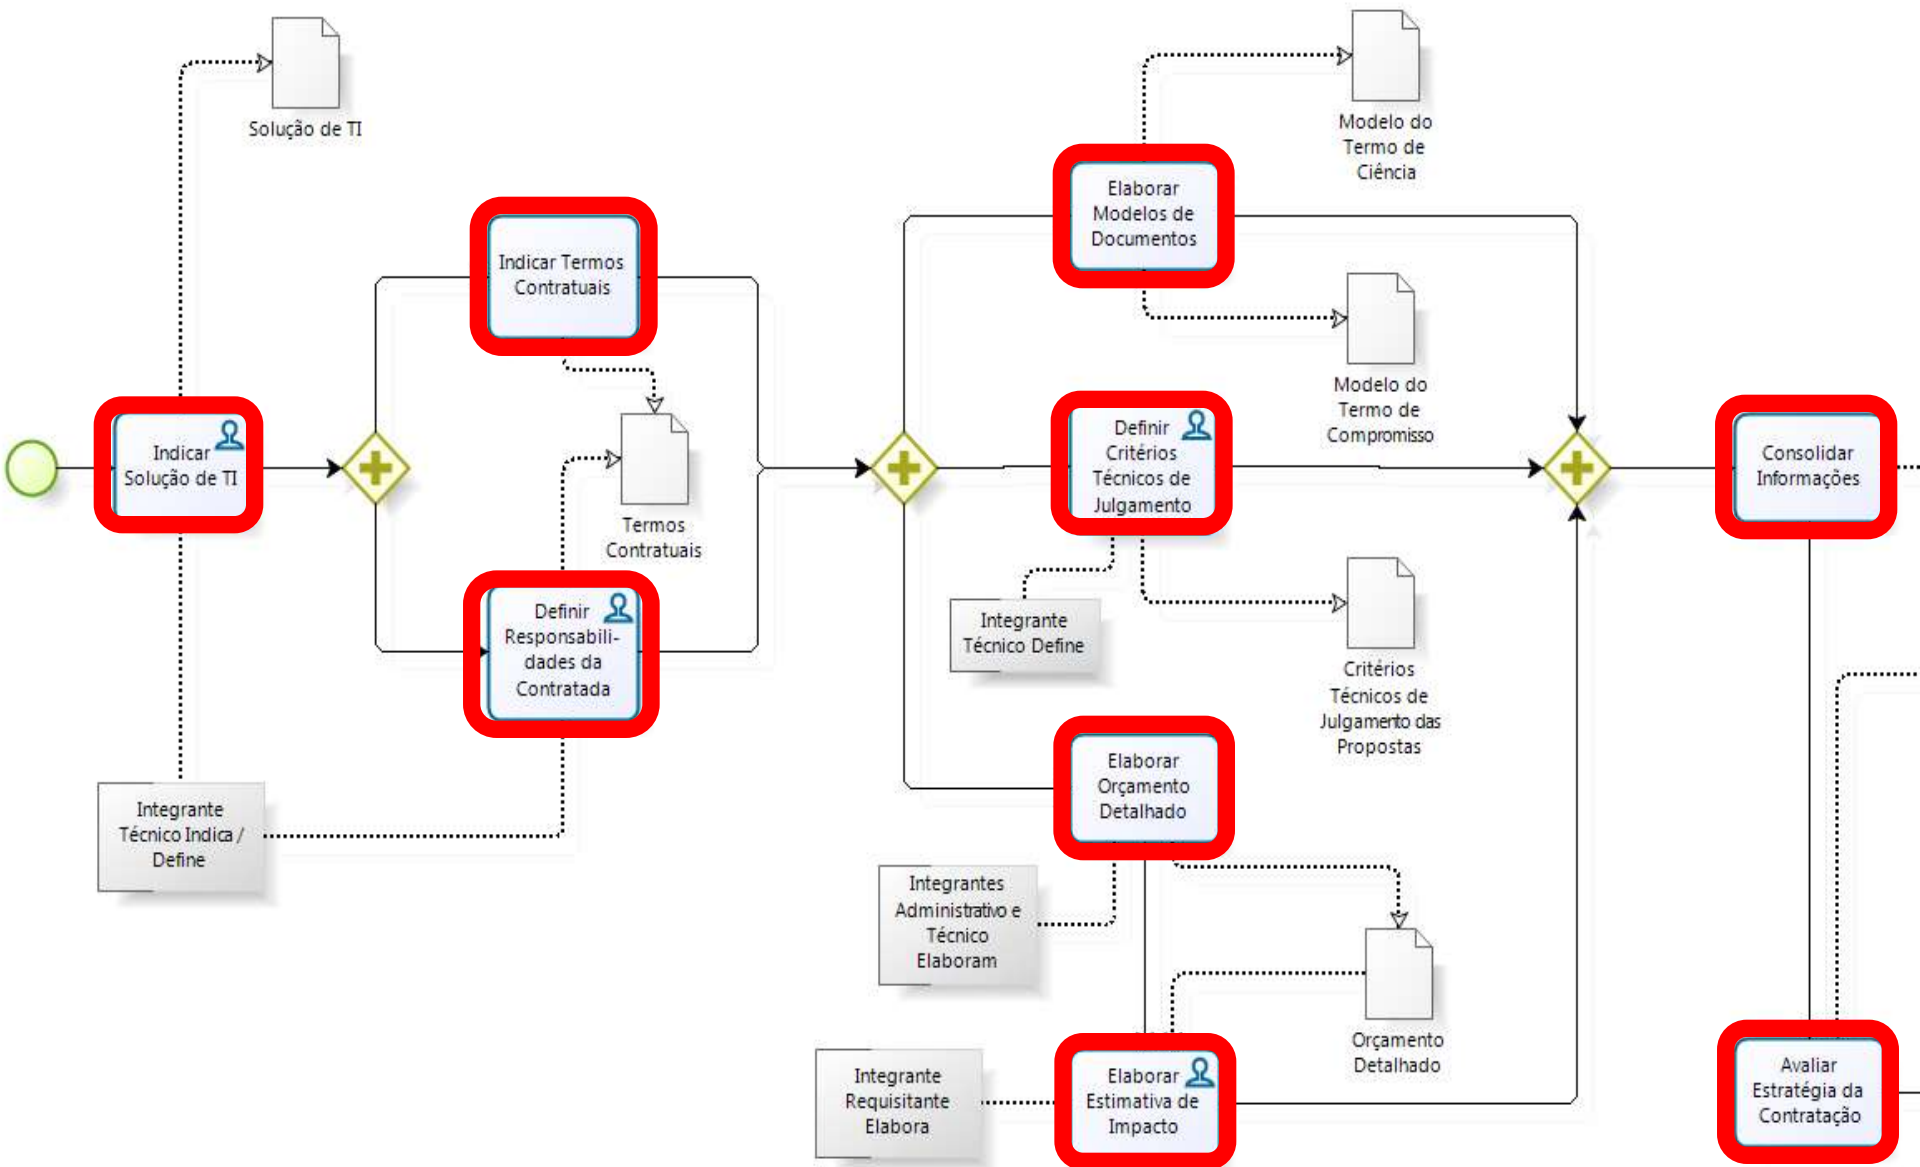 Solução de TI
Indicar
Solução de TI
Integrante
Técnico Indica /
Define
Indicar Termos
Contratuais
Termos
Contratuais
Definir
Responsabili-
dades da
Contratada
Elaborar
Modelos de
Documentos
Modelo do
Termo de
Ciência
Modelo do
Termo de
Compromisso
Definir
Critérios
Técnicos de
Julgamento
Integrante
Técnico Define
Critérios
Técnicos de
Julgamento das
Propostas
Elaborar
Orçamento
Detalhado
Integrantes
Administrativo e
Técnico
Elaboram
Orçamento
Detalhado
Integrante
Requisitante
Elabora
Elaborar
Estimativa de
Impacto
Consolidar
Informações
Avaliar
Estratégia da
Contratação